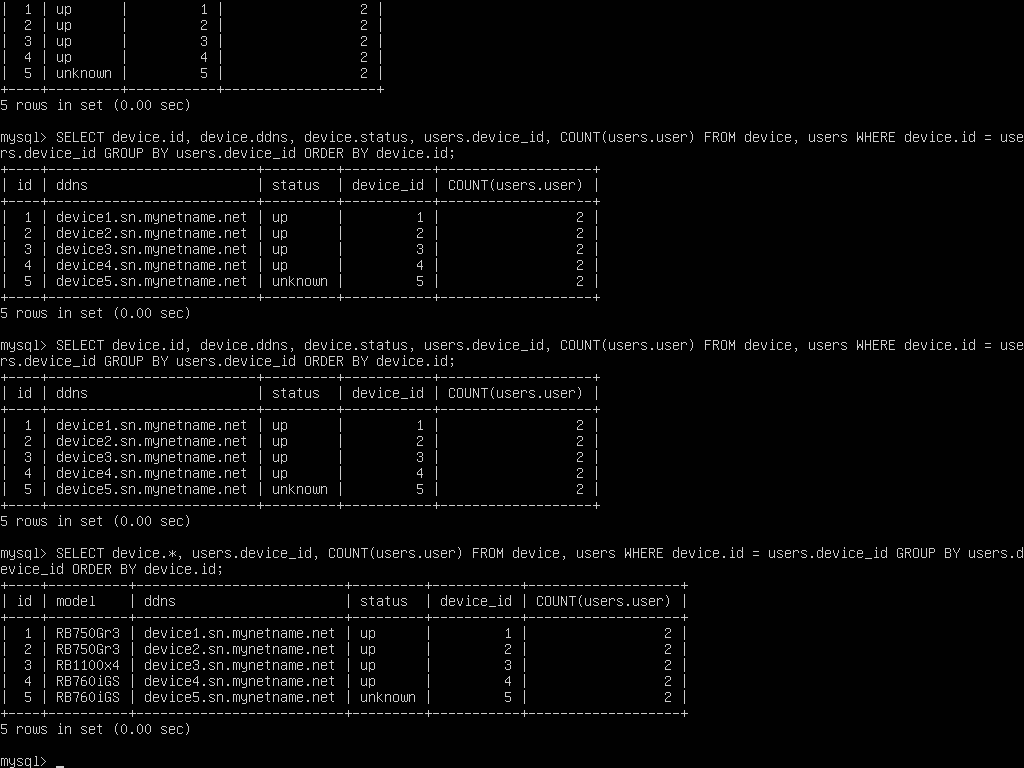 |  1 | up      |         1 |                 2 |
|  2 | up      |         2 |                 2 |
|  3 | up      |         3 |                 2 |
|  4 | up      |         4 |                 2 |
|  5 | unknown |         5 |                 2 |
+----+---------+-----------+-------------------+
5 rows in set (0.00 sec)

mysql> SELECT device.id, device.ddns, device.status, users.device_id, COUNT(users.user) FROM device, users WHERE device.id = use
rs.device_id GROUP BY users.device_id ORDER BY device.id;
+----+--------------------------+---------+-----------+-------------------+
| id | ddns                     | status  | device_id | COUNT(users.user) |
+----+--------------------------+---------+-----------+-------------------+
|  1 | device1.sn.mynetname.net | up      |         1 |                 2 |
|  2 | device2.sn.mynetname.net | up      |         2 |                 2 |
|  3 | device3.sn.mynetname.net | up      |         3 |                 2 |
|  4 | device4.sn.mynetname.net | up      |         4 |                 2 |
|  5 | device5.sn.mynetname.net | unknown |         5 |                 2 |
+----+--------------------------+---------+-----------+-------------------+
5 rows in set (0.00 sec)

mysql> SELECT device.id, device.ddns, device.status, users.device_id, COUNT(users.user) FROM device, users WHERE device.id = use
rs.device_id GROUP BY users.device_id ORDER BY device.id;
+----+--------------------------+---------+-----------+-------------------+
| id | ddns                     | status  | device_id | COUNT(users.user) |
+----+--------------------------+---------+-----------+-------------------+
|  1 | device1.sn.mynetname.net | up      |         1 |                 2 |
|  2 | device2.sn.mynetname.net | up      |         2 |                 2 |
|  3 | device3.sn.mynetname.net | up      |         3 |                 2 |
|  4 | device4.sn.mynetname.net | up      |         4 |                 2 |
|  5 | device5.sn.mynetname.net | unknown |         5 |                 2 |
+----+--------------------------+---------+-----------+-------------------+
5 rows in set (0.00 sec)

mysql> SELECT device.*, users.device_id, COUNT(users.user) FROM device, users WHERE device.id = users.device_id GROUP BY users.d
evice_id ORDER BY device.id;
+----+----------+--------------------------+---------+-----------+-------------------+
| id | model    | ddns                     | status  | device_id | COUNT(users.user) |
+----+----------+--------------------------+---------+-----------+-------------------+
|  1 | RB750Gr3 | device1.sn.mynetname.net | up      |         1 |                 2 |
|  2 | RB750Gr3 | device2.sn.mynetname.net | up      |         2 |                 2 |
|  3 | RB1100x4 | device3.sn.mynetname.net | up      |         3 |                 2 |
|  4 | RB760iGS | device4.sn.mynetname.net | up      |         4 |                 2 |
|  5 | RB760iGS | device5.sn.mynetname.net | unknown |         5 |                 2 |
+----+----------+--------------------------+---------+-----------+-------------------+
5 rows in set (0.00 sec)

mysql> _